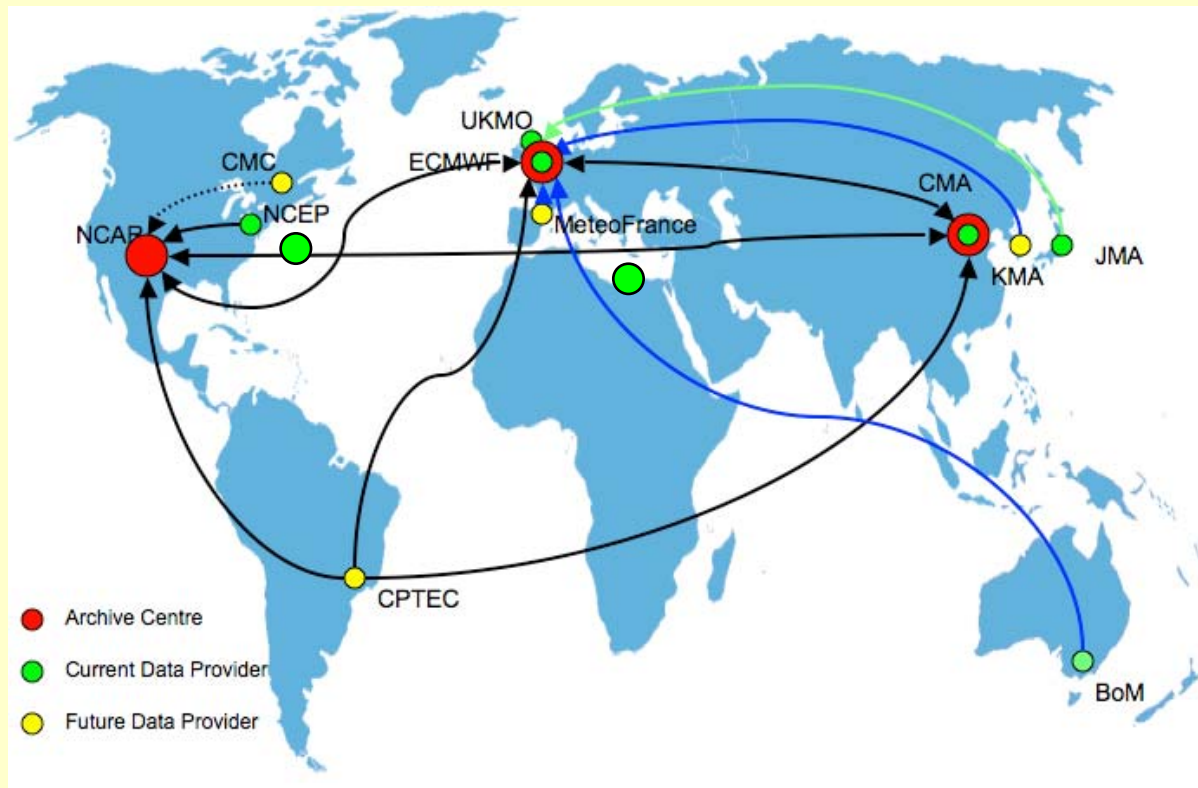 UKMO
ECMWF
CMC
CMA
NCEP
NCAR
MeteoFrance
KMA
JMA
CPTEC
Archive Centre
Current Data Provider
Future Data Provider
BoM